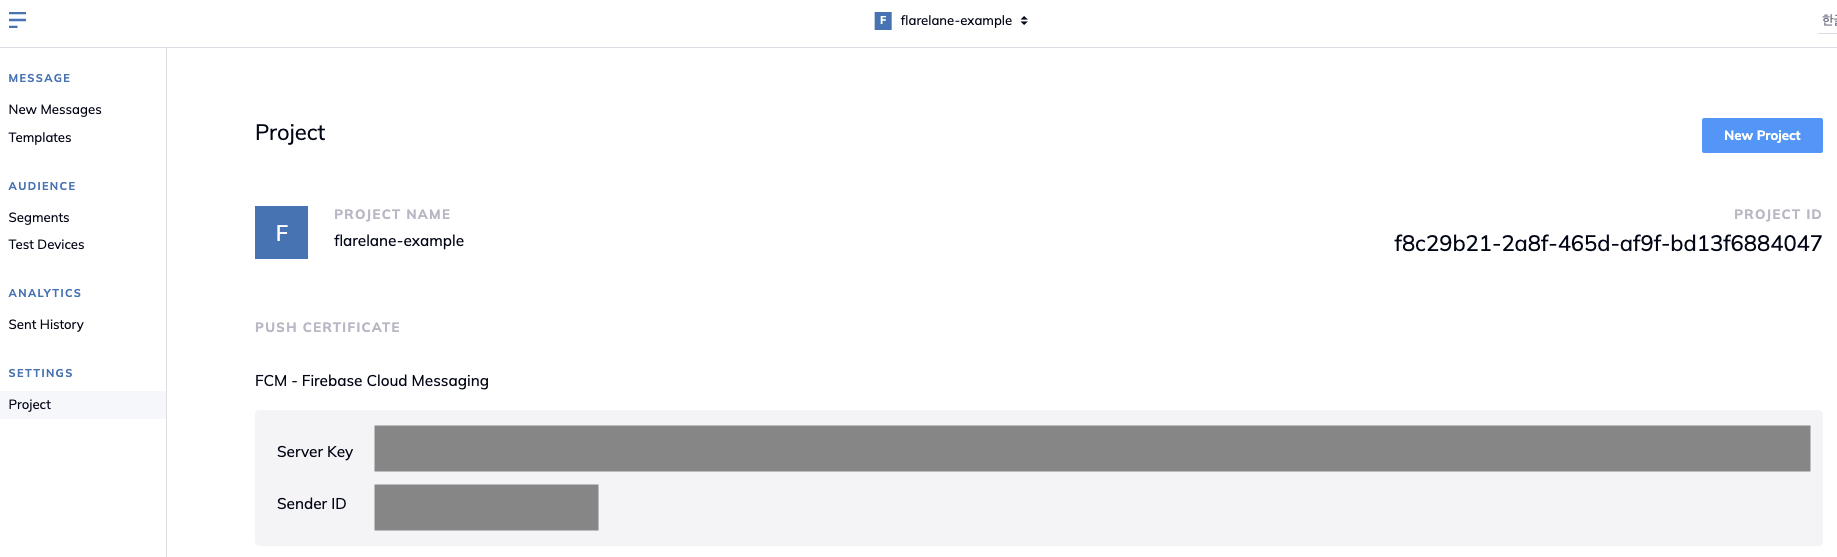 F flarelane-example
한글
MESSAGE
New Messages
Templates
AUDIENCE
Segments
Test Devices
ANALYTICS
Sent History
SETTINGS
Project
Project
New Project
F
PROJECT NAME
flarelane-example
PROJECT ID
f8c29b21-2a8f-465d-af9f-bd13f6884047
PUSH CERTIFICATE
FCM - Firebase Cloud Messaging
Server Key
Sender ID